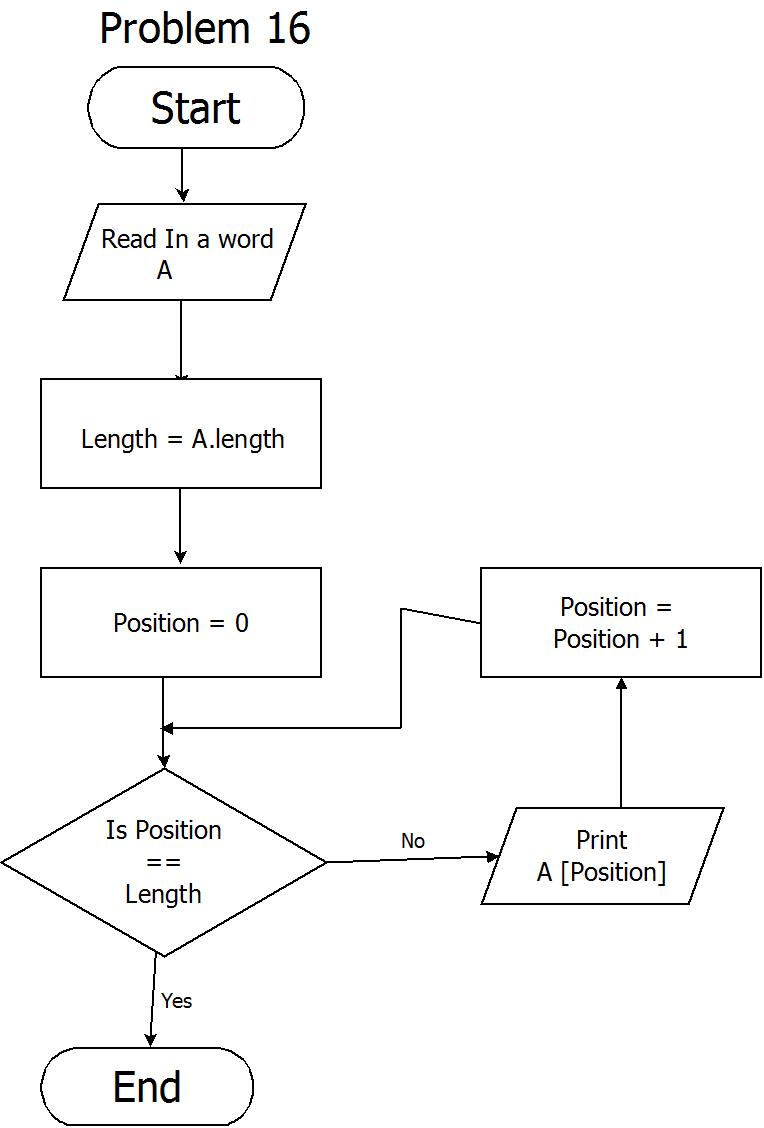 Problem 16
Start
Read In a word
A
Length = A.length
Position = 0
Position =
Position + 1
Is Position
==
Length
No
Print
A [Position]
Yes
End